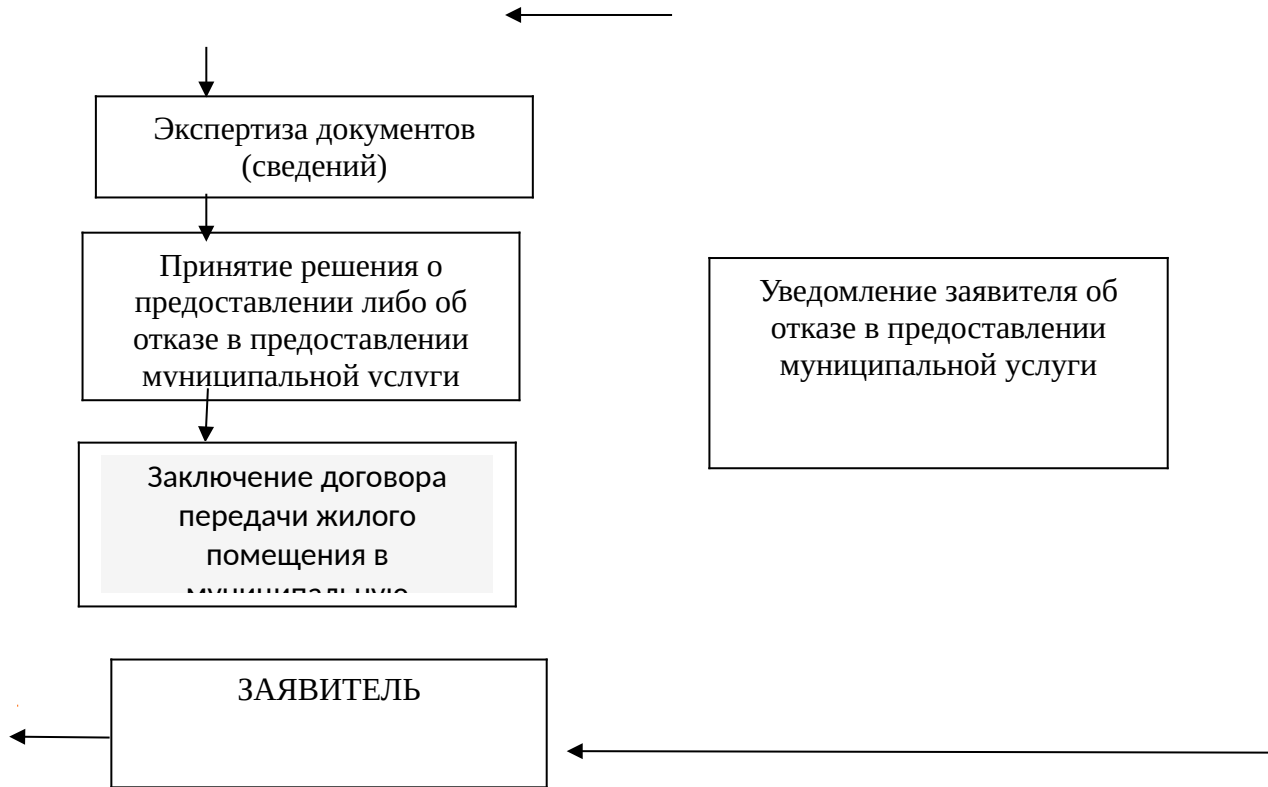 Экспертиза документов
(сведений)
Принятие решения о
предоставлении либо об
отказе в предоставлении
муниципальной услуги
Уведомление заявителя об
отказе в предоставлении
муниципальной услуги
Заключение договора
передачи жилого
помещения в
муниципальную
ЗАЯВИТЕЛЬ